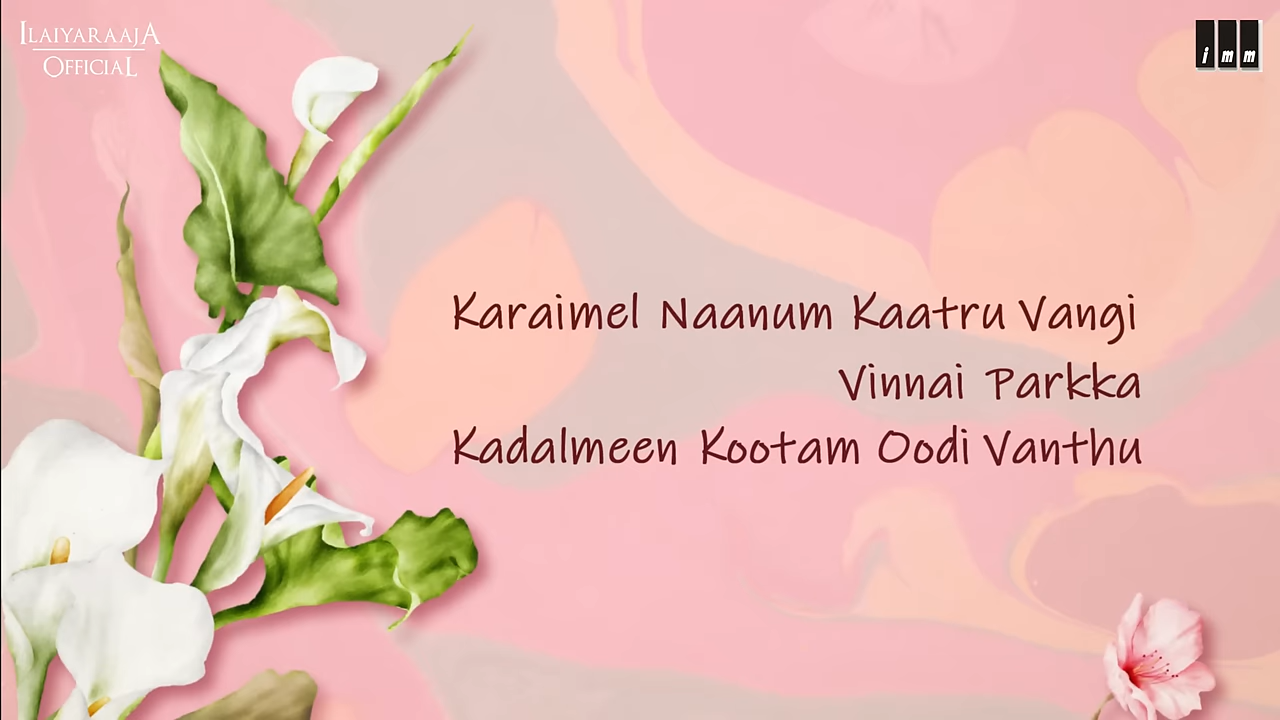 ILAIYARAAJA
OFFICIAL
imm
Karaimel Naanum Kaatru Vangi
Vinnai Parkka
Kadalmeen Kootam Oodi Vanthu